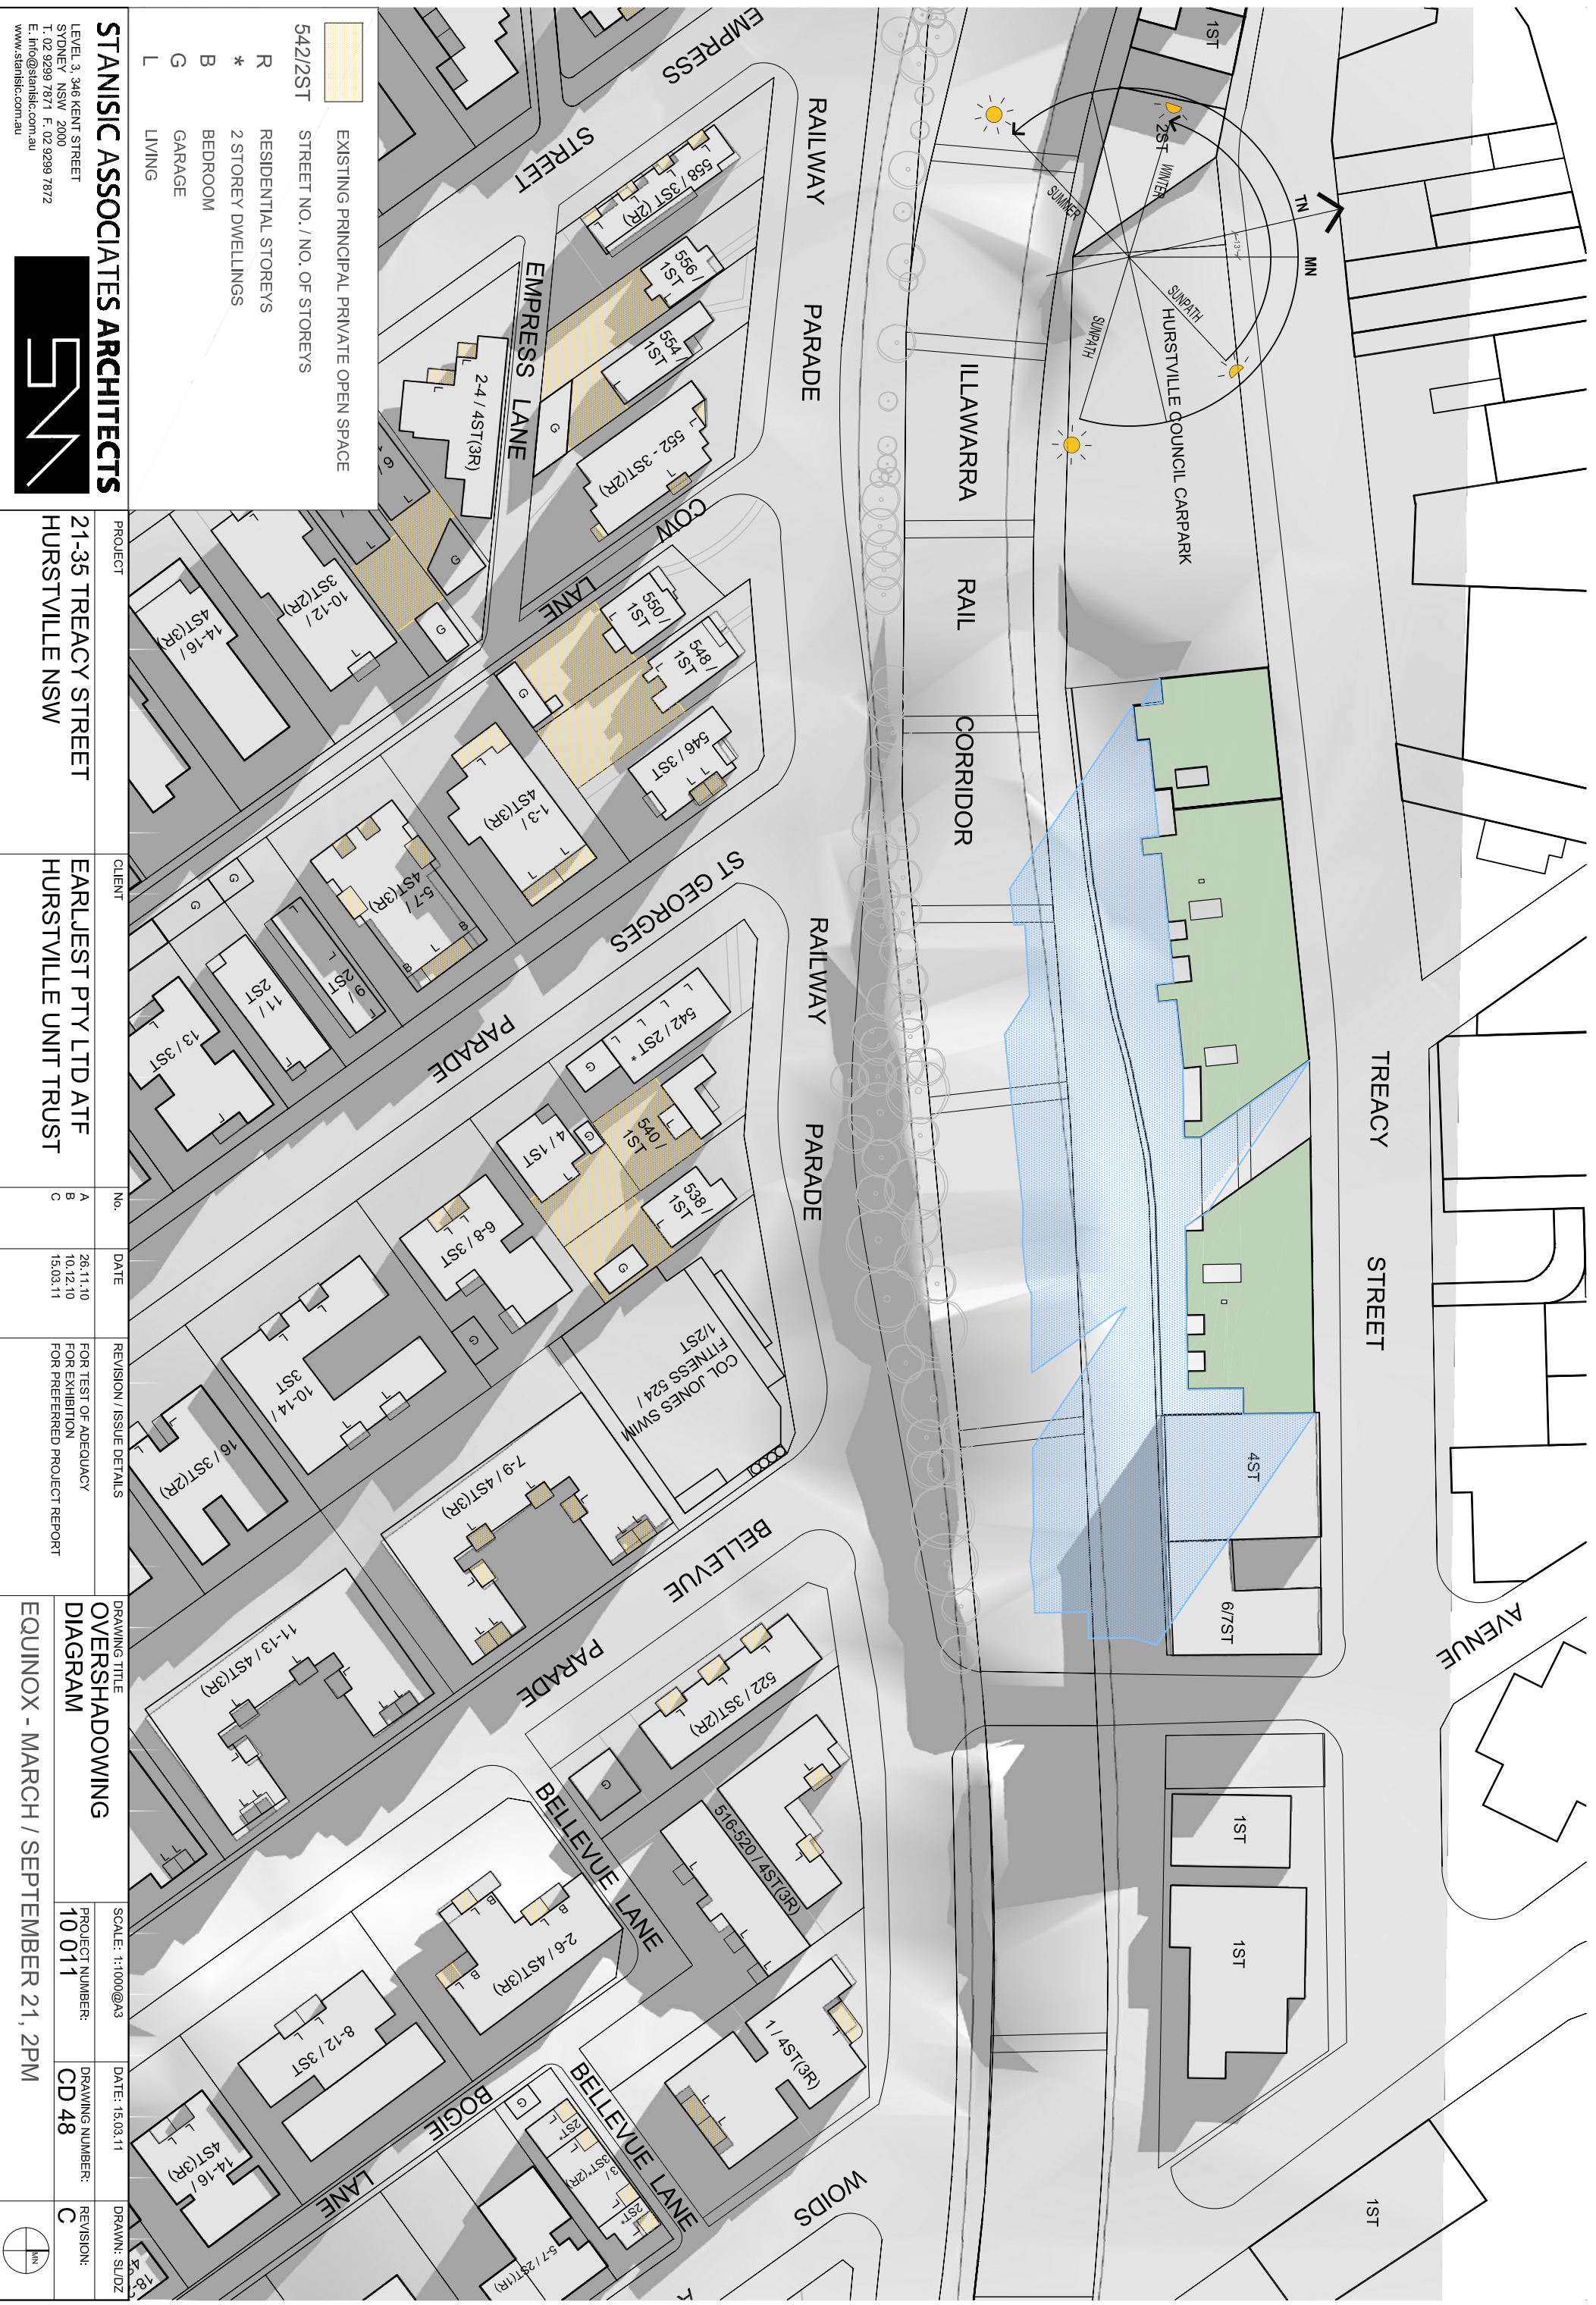 TREACY STREET
AVENUE
1ST
2ST
WINTER
SUMMER
SUNPATH
SUNPATH
TN
MN
HURSTVILLE COUNCIL CARPARK
4ST
6/7ST
1ST
1ST
1ST
ILLAWARRA RAIL CORRIDOR
RAILWAY PARADE
RAILWAY PARADE
EMPRESS STREET
EMPRESS LANE
COW LANE
ST GEORGES PARADE
BELLEVUE PARADE
BELLEVUE LANE
BELLEVUE LANE
BOGIE LANE
WOIDS
558 / 3ST (2R)
556 /
1ST
554 /
1ST
552 - 3ST(2R)
550 /
1ST
548 /
1ST
546 / 3ST
542 / 2ST *
540 /
1ST
538 /
1ST
COL JONES SWIM
FITNESS 524 /
1/2ST
522 / 3ST(2R)
516-520 / 4ST(3R)
1 / 4ST(3R)
2-4 / 4ST(3R)
10-12 /
3ST(2R)
14-16 /
4ST(3R)
1-3 /
4ST(3R)
5-7 /
4ST(3R)
9 /
2ST
11 /
2ST
13 / 3ST
4 / 1ST
6-8 / 3ST
10-14 /
3ST
16 / 3ST(2R)
7-9 / 4ST(3R)
11-13 / 4ST(3R)
2-6 / 4ST(3R)
8-12 / 3ST
14-16 /
4ST(3R)
3 /
3ST*(2R)
2ST*
2ST*
5-7 / 2ST(1R)
EXISTING PRINCIPAL PRIVATE OPEN SPACE
542/2ST STREET NO. / NO. OF STOREYS
R RESIDENTIAL STOREYS
* 2 STOREY DWELLINGS
B BEDROOM
G GARAGE
L LIVING
STANISIC ASSOCIATES ARCHITECTS
LEVEL 3, 346 KENT STREET
SYDNEY NSW 2000
T. 02 9299 7871 F. 02 9299 7872
E. info@stanisic.com.au
www.stanisic.com.au
PROJECT
21-35 TREACY STREET
HURSTVILLE NSW
CLIENT
EARLJEST PTY LTD ATF
HURSTVILLE UNIT TRUST
No. DATE REVISION / ISSUE DETAILS
A 26.11.10 FOR TEST OF ADEQUACY
B 10.12.10 FOR EXHIBITION
C 15.03.11 FOR PREFERRED PROJECT REPORT
DRAWING TITLE
OVERSHADOWING
DIAGRAM
EQUINOX - MARCH / SEPTEMBER 21, 2PM
SCALE: 1:1000@A3
DATE: 15.03.11
DRAWN: SL/DZ
PROJECT NUMBER:
10 011
DRAWING NUMBER:
CD 48
REVISION:
C
MN